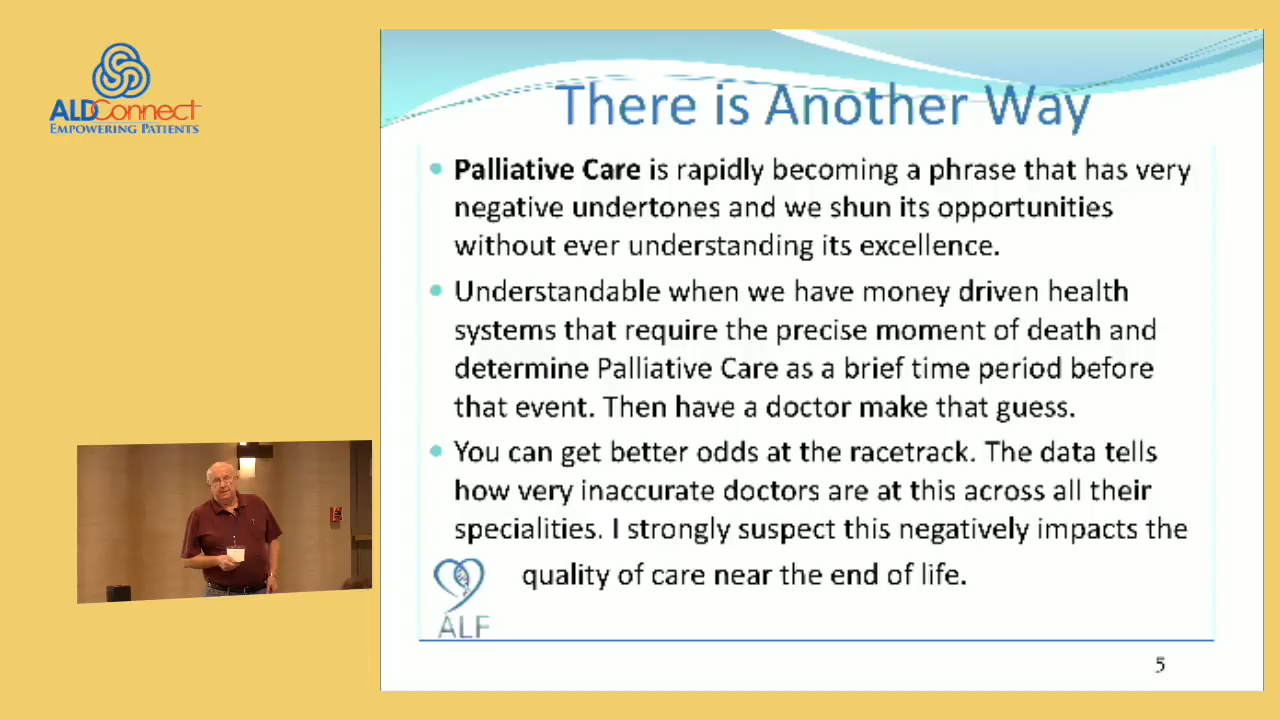 ALDConnect
EMPOWERING PATIENTS
There is Another Way
Palliative Care is rapidly becoming a phrase that has very
negative undertones and we shun its opportunities
without ever understanding its excellence.
Understandable when we have money driven health
systems that require the precise moment of death and
determine Palliative Care as a brief time period before
that event. Then have a doctor make that guess.
You can get better odds at the racetrack. The data tells
how very inaccurate doctors are at this across all their
specialities. I strongly suspect this negatively impacts the
quality of care near the end of life.
ALF
5